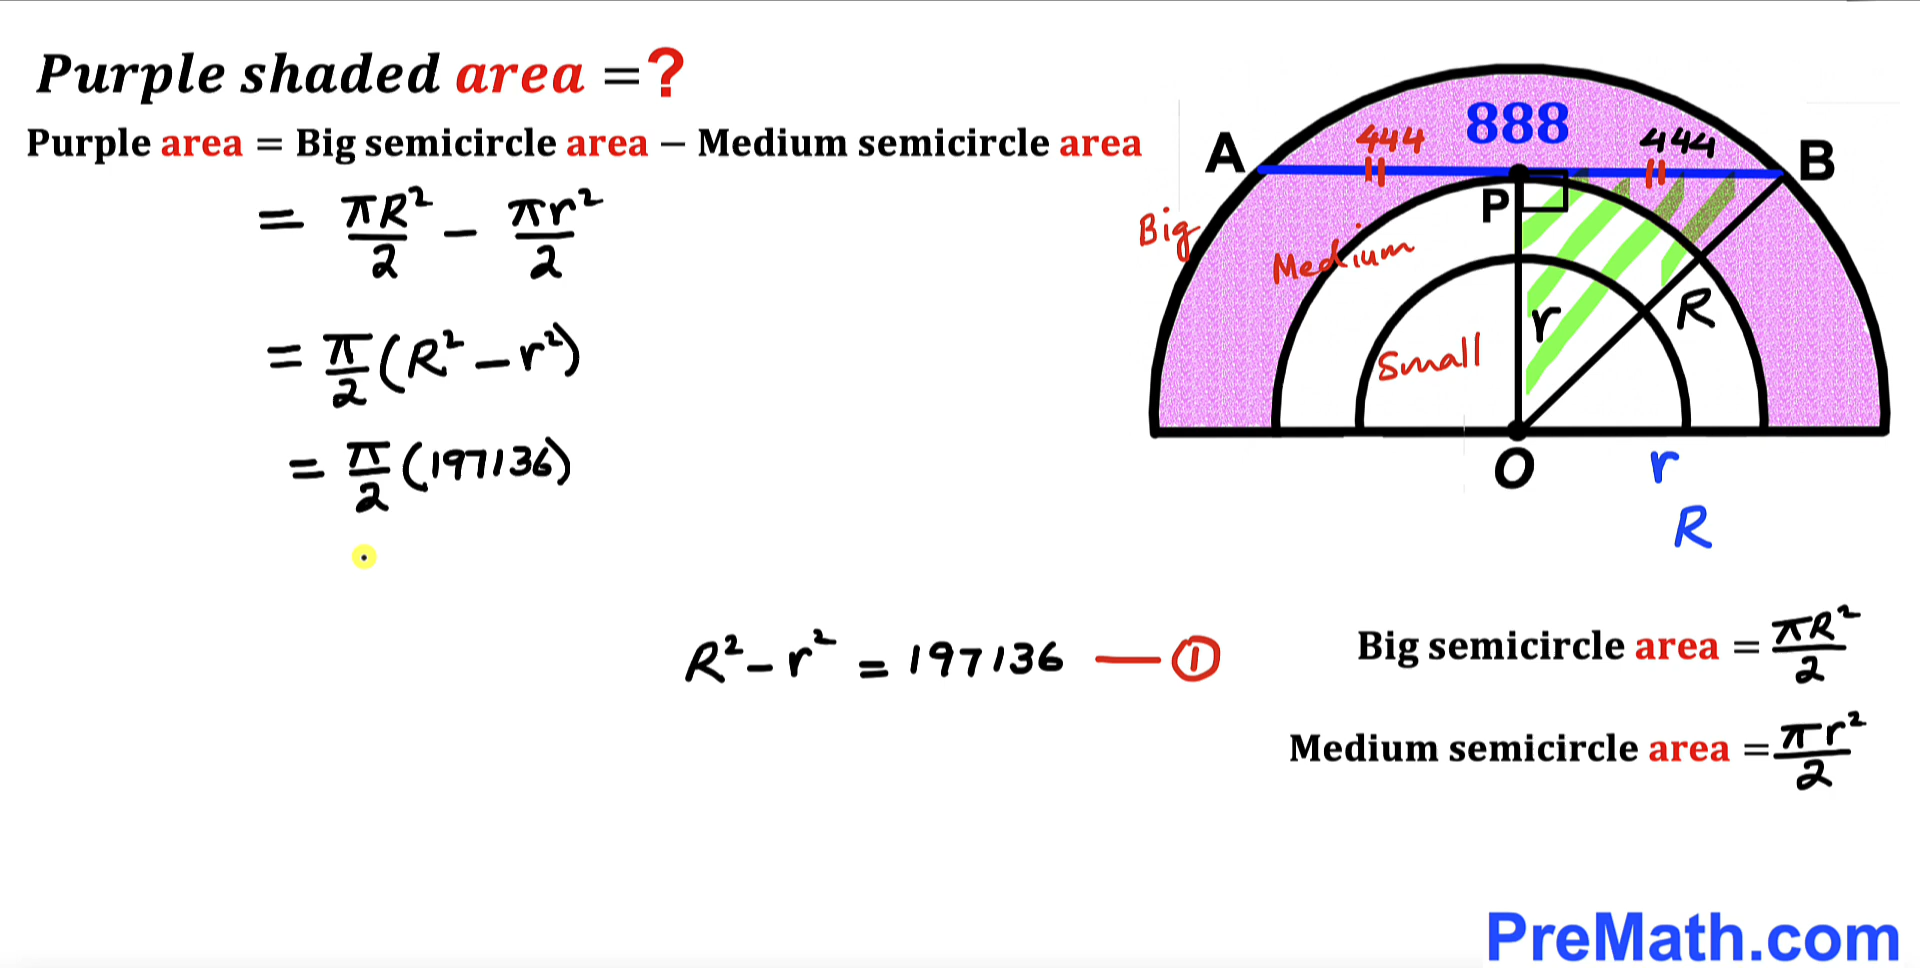 Purple shaded area =?
Purple area = Big semicircle area − Medium semicircle area
= πR²/2 − πr²/2
= π/2 (R² − r²)
= π/2 (197136)
888
444
444
A
B
P
Big
Medium
Small
r
R
O
r
R
R² − r² = 197136 — ①
Big semicircle area = πR²/2
Medium semicircle area = πr²/2
PreMath.com